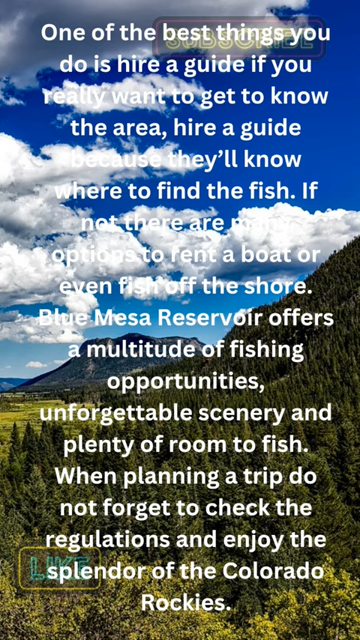 SUBSCRIBE
One of the best things you
do is hire a guide if you
really want to get to know
the area, hire a guide
because they'll know
where to find the fish. If
not there are many
options to rent a boat or
even fish off the shore.
Blue Mesa Reservoir offers
a multitude of fishing
opportunities,
unforgettable scenery and
plenty of room to fish.
When planning a trip do
not forget to check the
regulations and enjoy the
LIKE
splendor of the Colorado
Rockies.